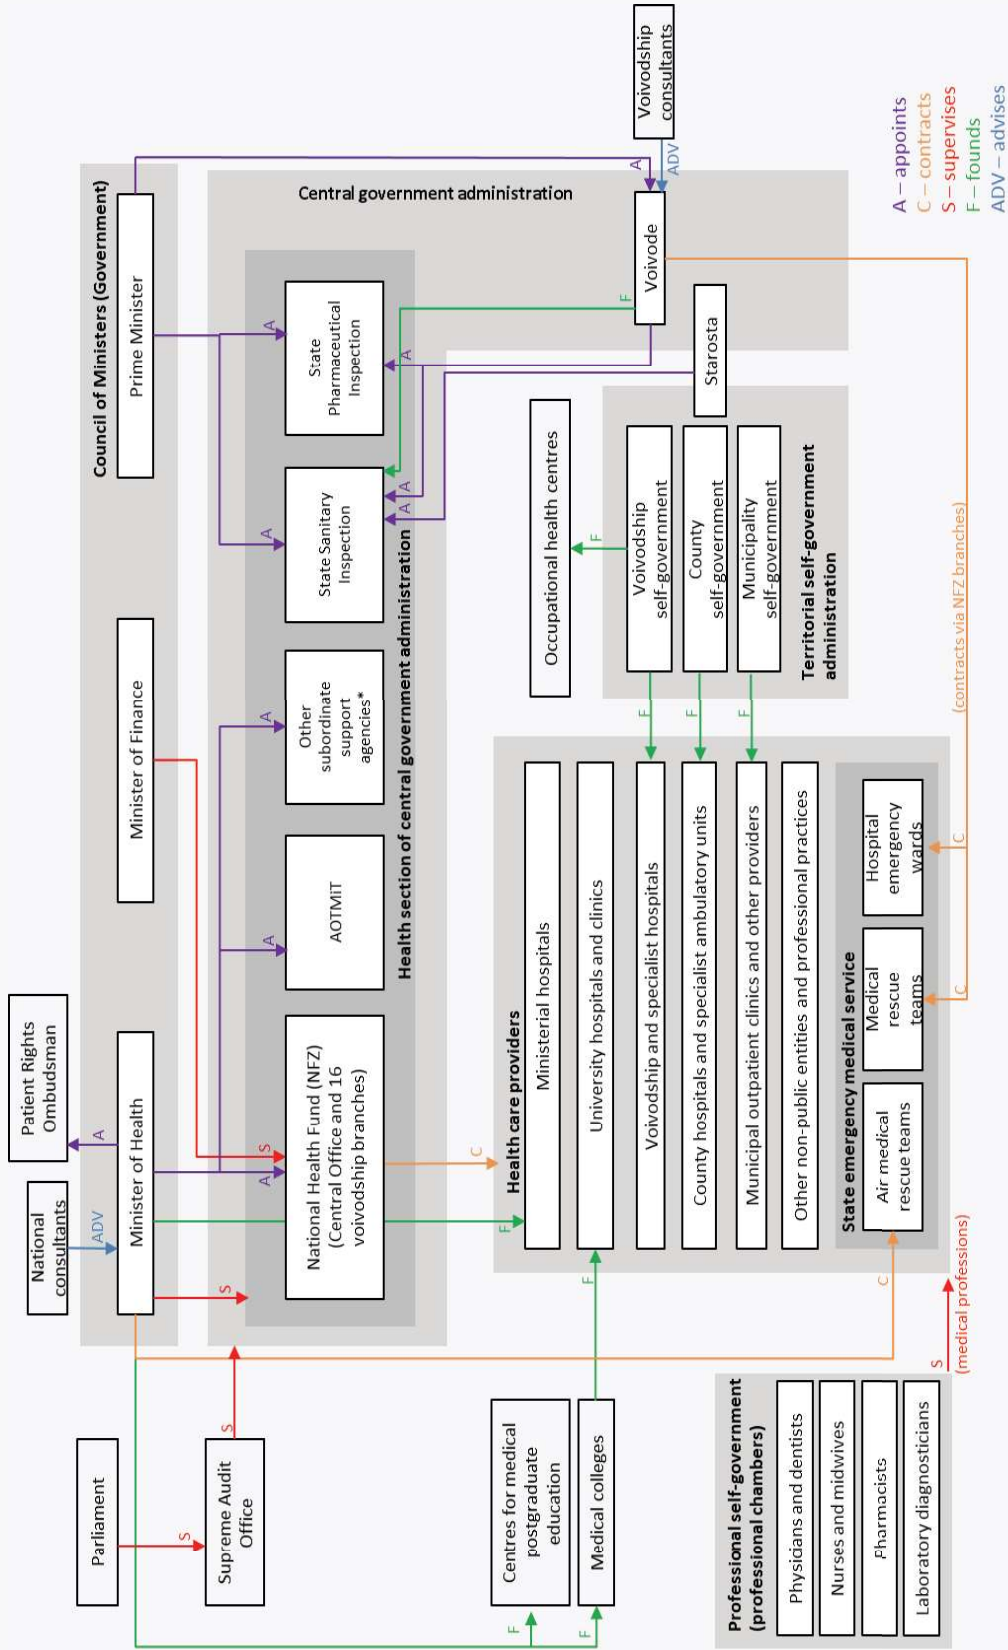 Parliament
S
Supreme Audit
Office
S
National
consultants
ADV
Patient Rights
Ombudsman
A
Council of Ministers (Government)
Minister of Health
Minister of Finance
Prime Minister
S
A
S
A
A
A
A
Central government administration
National Health Fund (NFZ)
(Central Office and 16
voivodship branches)
AOTMiT
Other
subordinate
support
agencies*
State Sanitary
Inspection
State
Pharmaceutical
Inspection
A
A
A
Health section of central government administration
F
F
C
Centres for medical
postgraduate
education
F
Medical colleges
F
F
Health care providers
Ministerial hospitals
University hospitals and clinics
Voivodship and specialist hospitals
County hospitals and specialist ambulatory units
Municipal outpatient clinics and other providers
Other non-public entities and professional practices
State emergency medical service
Air medical
rescue teams
Medical
rescue
teams
Hospital
emergency
wards
C
C
C
Occupational health centres
F
Voivodship
self-government
County
self-government
Municipality
self-government
F
F
F
Territorial self-government
administration
Starosta
Voivode
A
ADV
Voivodship
consultants
(contracts via NFZ branches)
Professional self-government
(professional chambers)
Physicians and dentists
Nurses and midwives
Pharmacists
Laboratory diagnosticians
S
(medical professions)
A – appoints
C – contracts
S – supervises
F – founds
ADV – advises